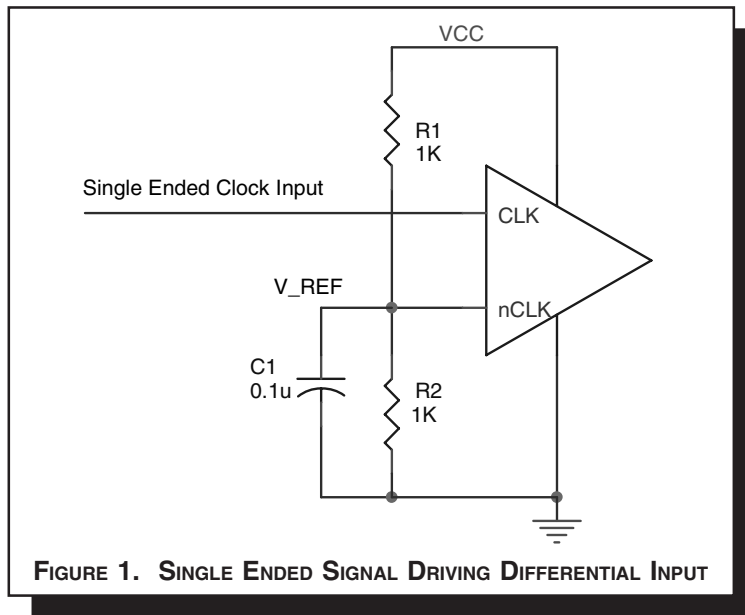 VCC
R1
1K
Single Ended Clock Input
CLK
V_REF
nCLK
C1
0.1u
R2
1K
FIGURE 1. SINGLE ENDED SIGNAL DRIVING DIFFERENTIAL INPUT